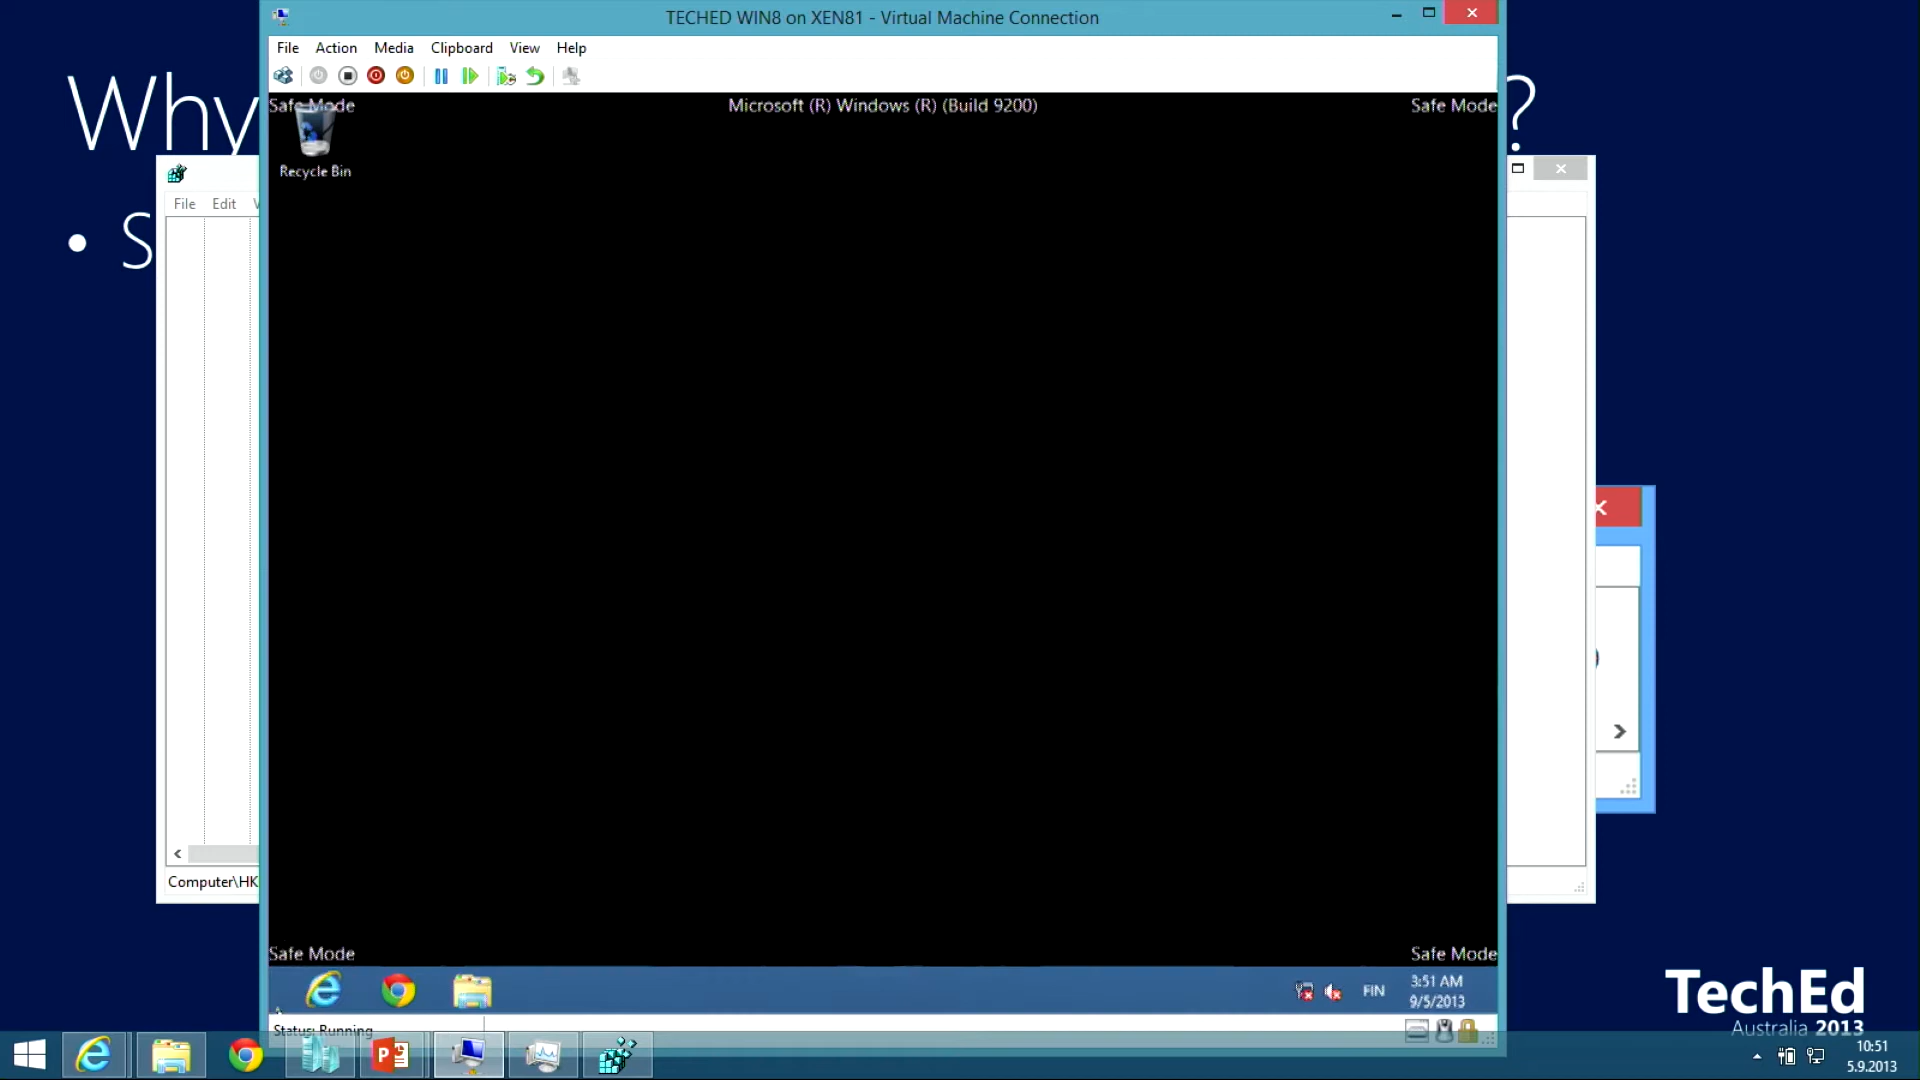 TECHED WIN8 on XEN81 - Virtual Machine Connection
File Action Media Clipboard View Help
Why
?
Safe Mode
Microsoft (R) Windows (R) (Build 9200)
Safe Mode
Recycle Bin
File Edit
• S
Computer\HK
Safe Mode
Safe Mode
FIN
3:51 AM
9/5/2013
Status: Running
TechEd
Australia 2013
10:51
5.9.2013